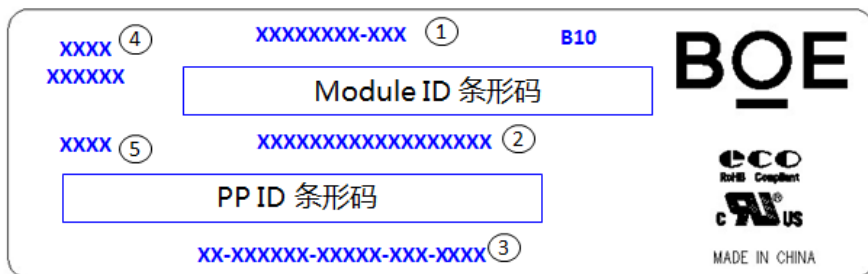 XXXX ④ XXXXXXXX-XXX ① B10
XXXXXX
BOE
Module ID 条形码
XXXX ⑤ XXXXXXXXXXXXXXXXXX ②
eco
RoHS Compliant
PP ID 条形码
c RU ® US
XX-XXXXXX-XXXXX-XXX-XXXX ③
MADE IN CHINA